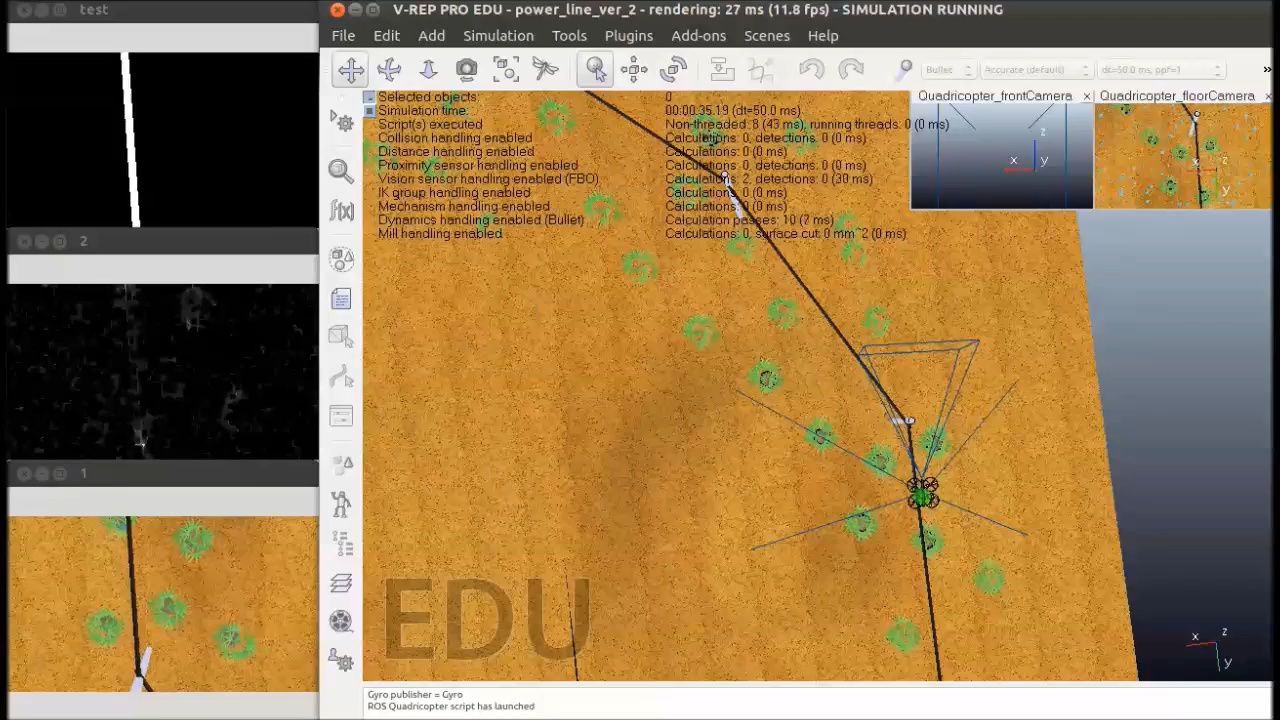 test
V-REP PRO EDU - power_line_ver_2 - rendering: 27 ms (11.8 fps) - SIMULATION RUNNING
File Edit Add Simulation Tools Plugins Add-ons Scenes Help
Bullet Accurate (default) dt=50.0 ms, ppf=1 »
Quadricopter_frontCamera × Quadricopter_floorCamera ×
Selected objects: 0
Simulation time: 00:00:35.19 (dt=50.0 ms)
Script(s) executed Non-threaded: 8 (43 ms), running threads: 0 (0 ms)
Collision handling enabled Calculations: 0, detections: 0 (0 ms)
Distance handling enabled Calculations: 0 (0 ms)
Proximity sensor handling enabled Calculations: 0, detections: 0 (0 ms)
Vision sensor handling enabled (FBO) Calculations: 2, detections: 0 (30 ms)
IK group handling enabled Calculations: 0 (0 ms)
Mechanism handling enabled Calculations: 0 (0 ms)
Dynamics handling enabled (Bullet) Calculation passes: 10 (7 ms)
Mill handling enabled Calculations: 0, surface cut: 0 mm^2 (0 ms)
z
x y
z
x
y
f(x)
2
1
EDU
x z
y
Gyro publisher = Gyro
ROS Quadricopter script has launched